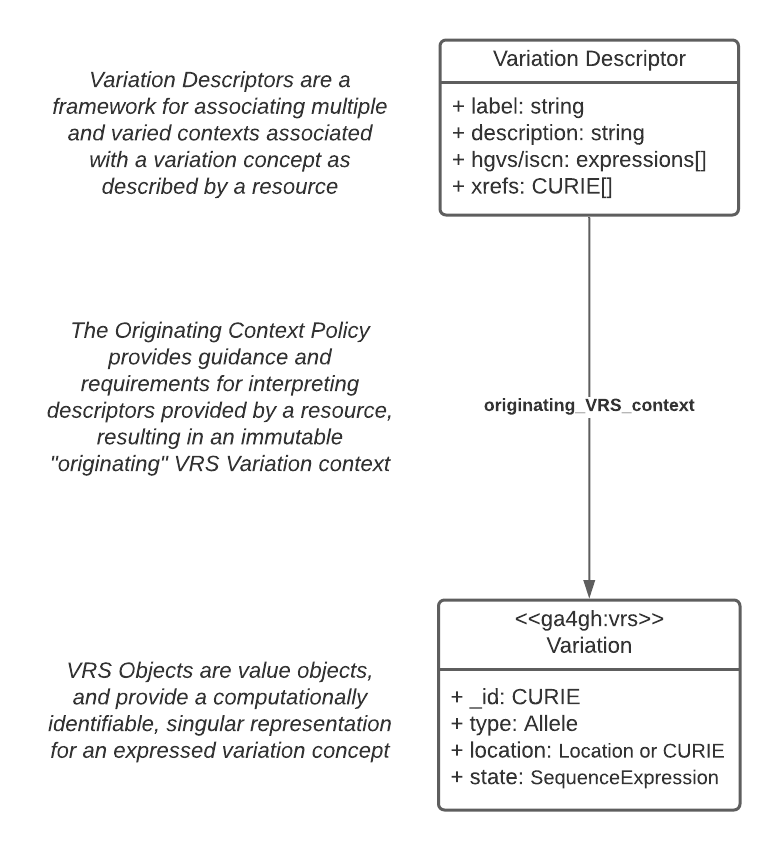 Variation Descriptors are a
framework for associating multiple
and varied contexts associated
with a variation concept as
described by a resource
Variation Descriptor
+ label: string
+ description: string
+ hgvs/iscn: expressions[]
+ xrefs: CURIE[]
The Originating Context Policy
provides guidance and
requirements for interpreting
descriptors provided by a resource,
resulting in an immutable
"originating" VRS Variation context
originating_VRS_context
VRS Objects are value objects,
and provide a computationally
identifiable, singular representation
for an expressed variation concept
<<ga4gh:vrs>>
Variation
+ _id: CURIE
+ type: Allele
+ location: Location or CURIE
+ state: SequenceExpression